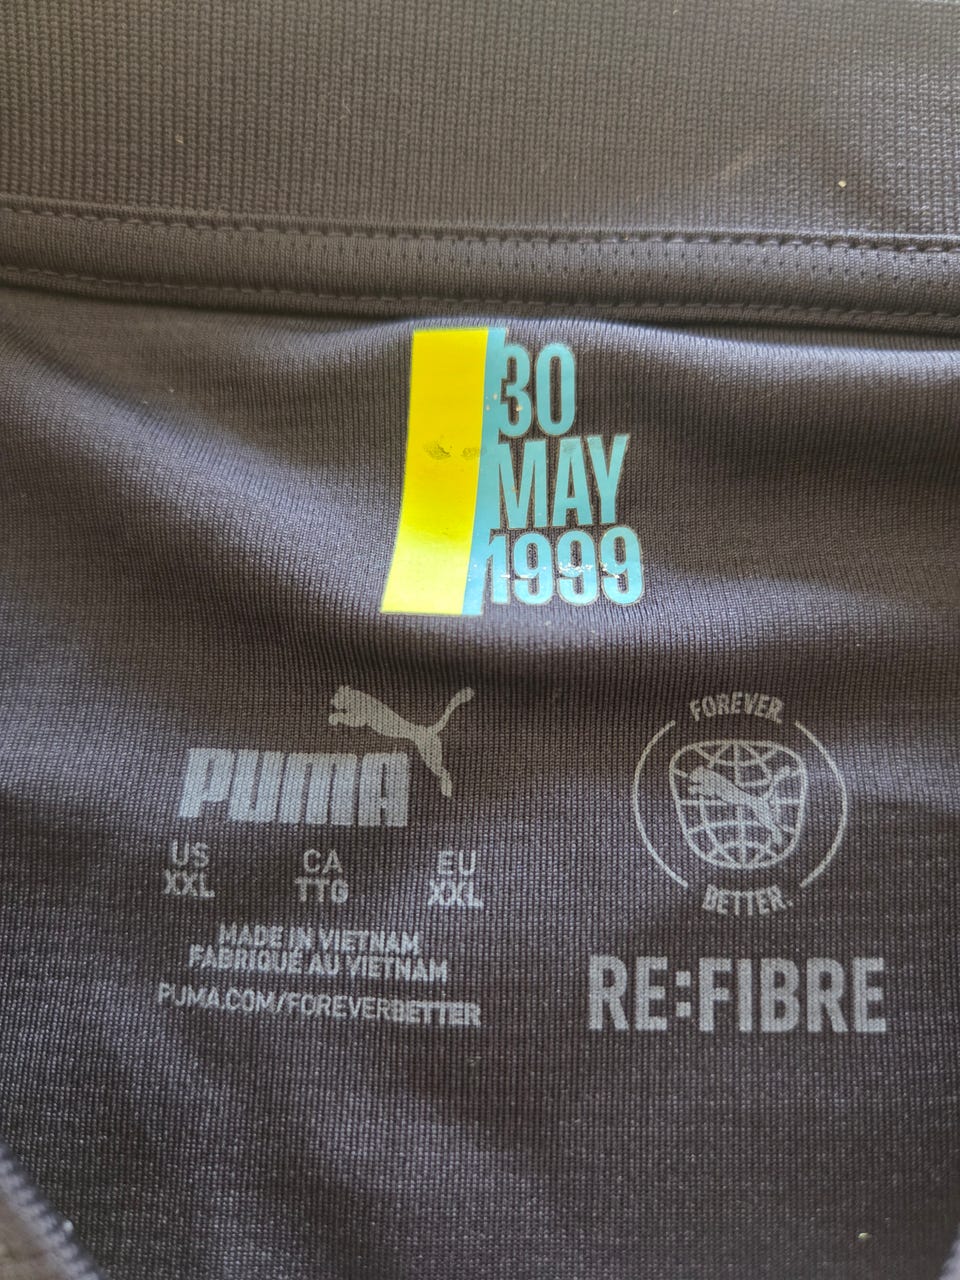 30
MAY
1999
PUMA
US CA EU
XXL TTG XXL
MADE IN VIETNAM
FABRIQUÉ AU VIETNAM
PUMA.COM/FOREVERBETTER
FOREVER.
BETTER.
RE:FIBRE